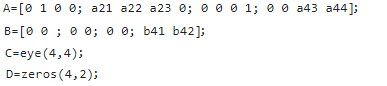 A=[0 1 0 0; a21 a22 a23 0; 0 0 0 1; 0 0 a43 a44];
B=[0 0 ; 0 0; 0 0; b41 b42];
C=eye(4,4);
D=zeros(4,2);